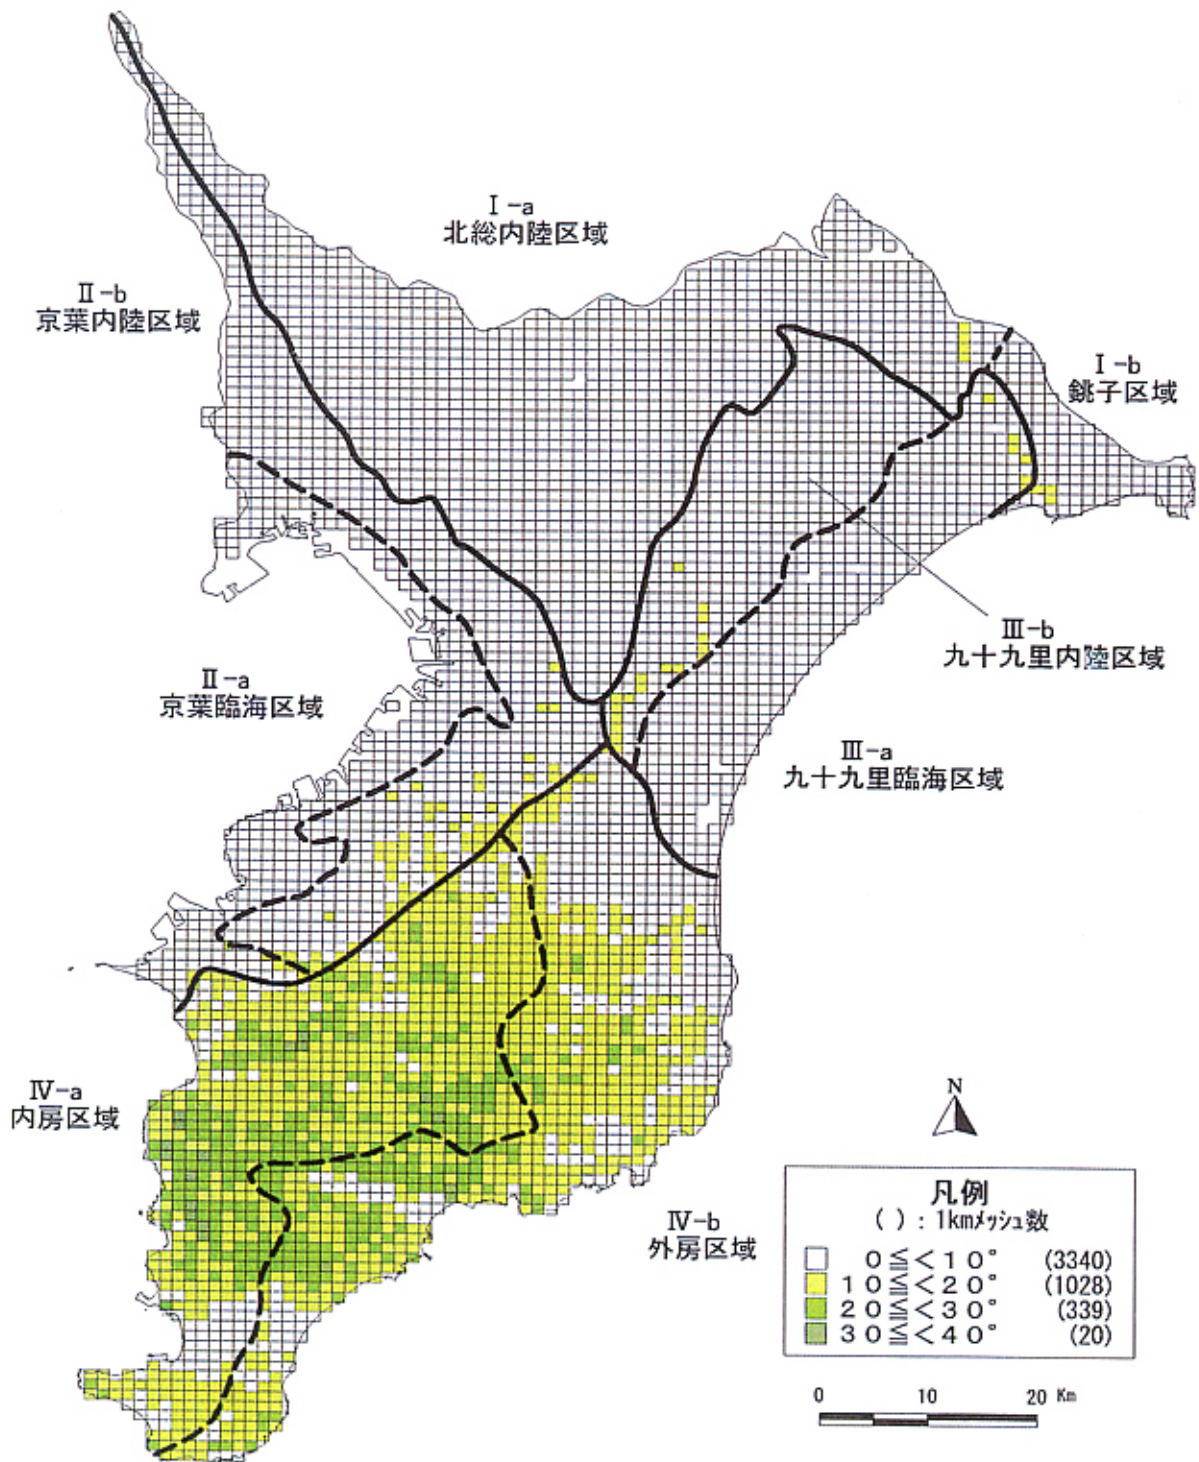 Ⅰ-a
北総内陸区域
Ⅱ-b
京葉内陸区域
Ⅰ-b
銚子区域
Ⅲ-b
九十九里内陸区域
Ⅱ-a
京葉臨海区域
Ⅲ-a
九十九里臨海区域
Ⅳ-a
内房区域
N
Ⅳ-b
外房区域
凡例
( ) : 1kmメッシュ数
0≦<10° (3340)
10≦<20° (1028)
20≦<30° (339)
30≦<40° (20)
0 10 20 Km